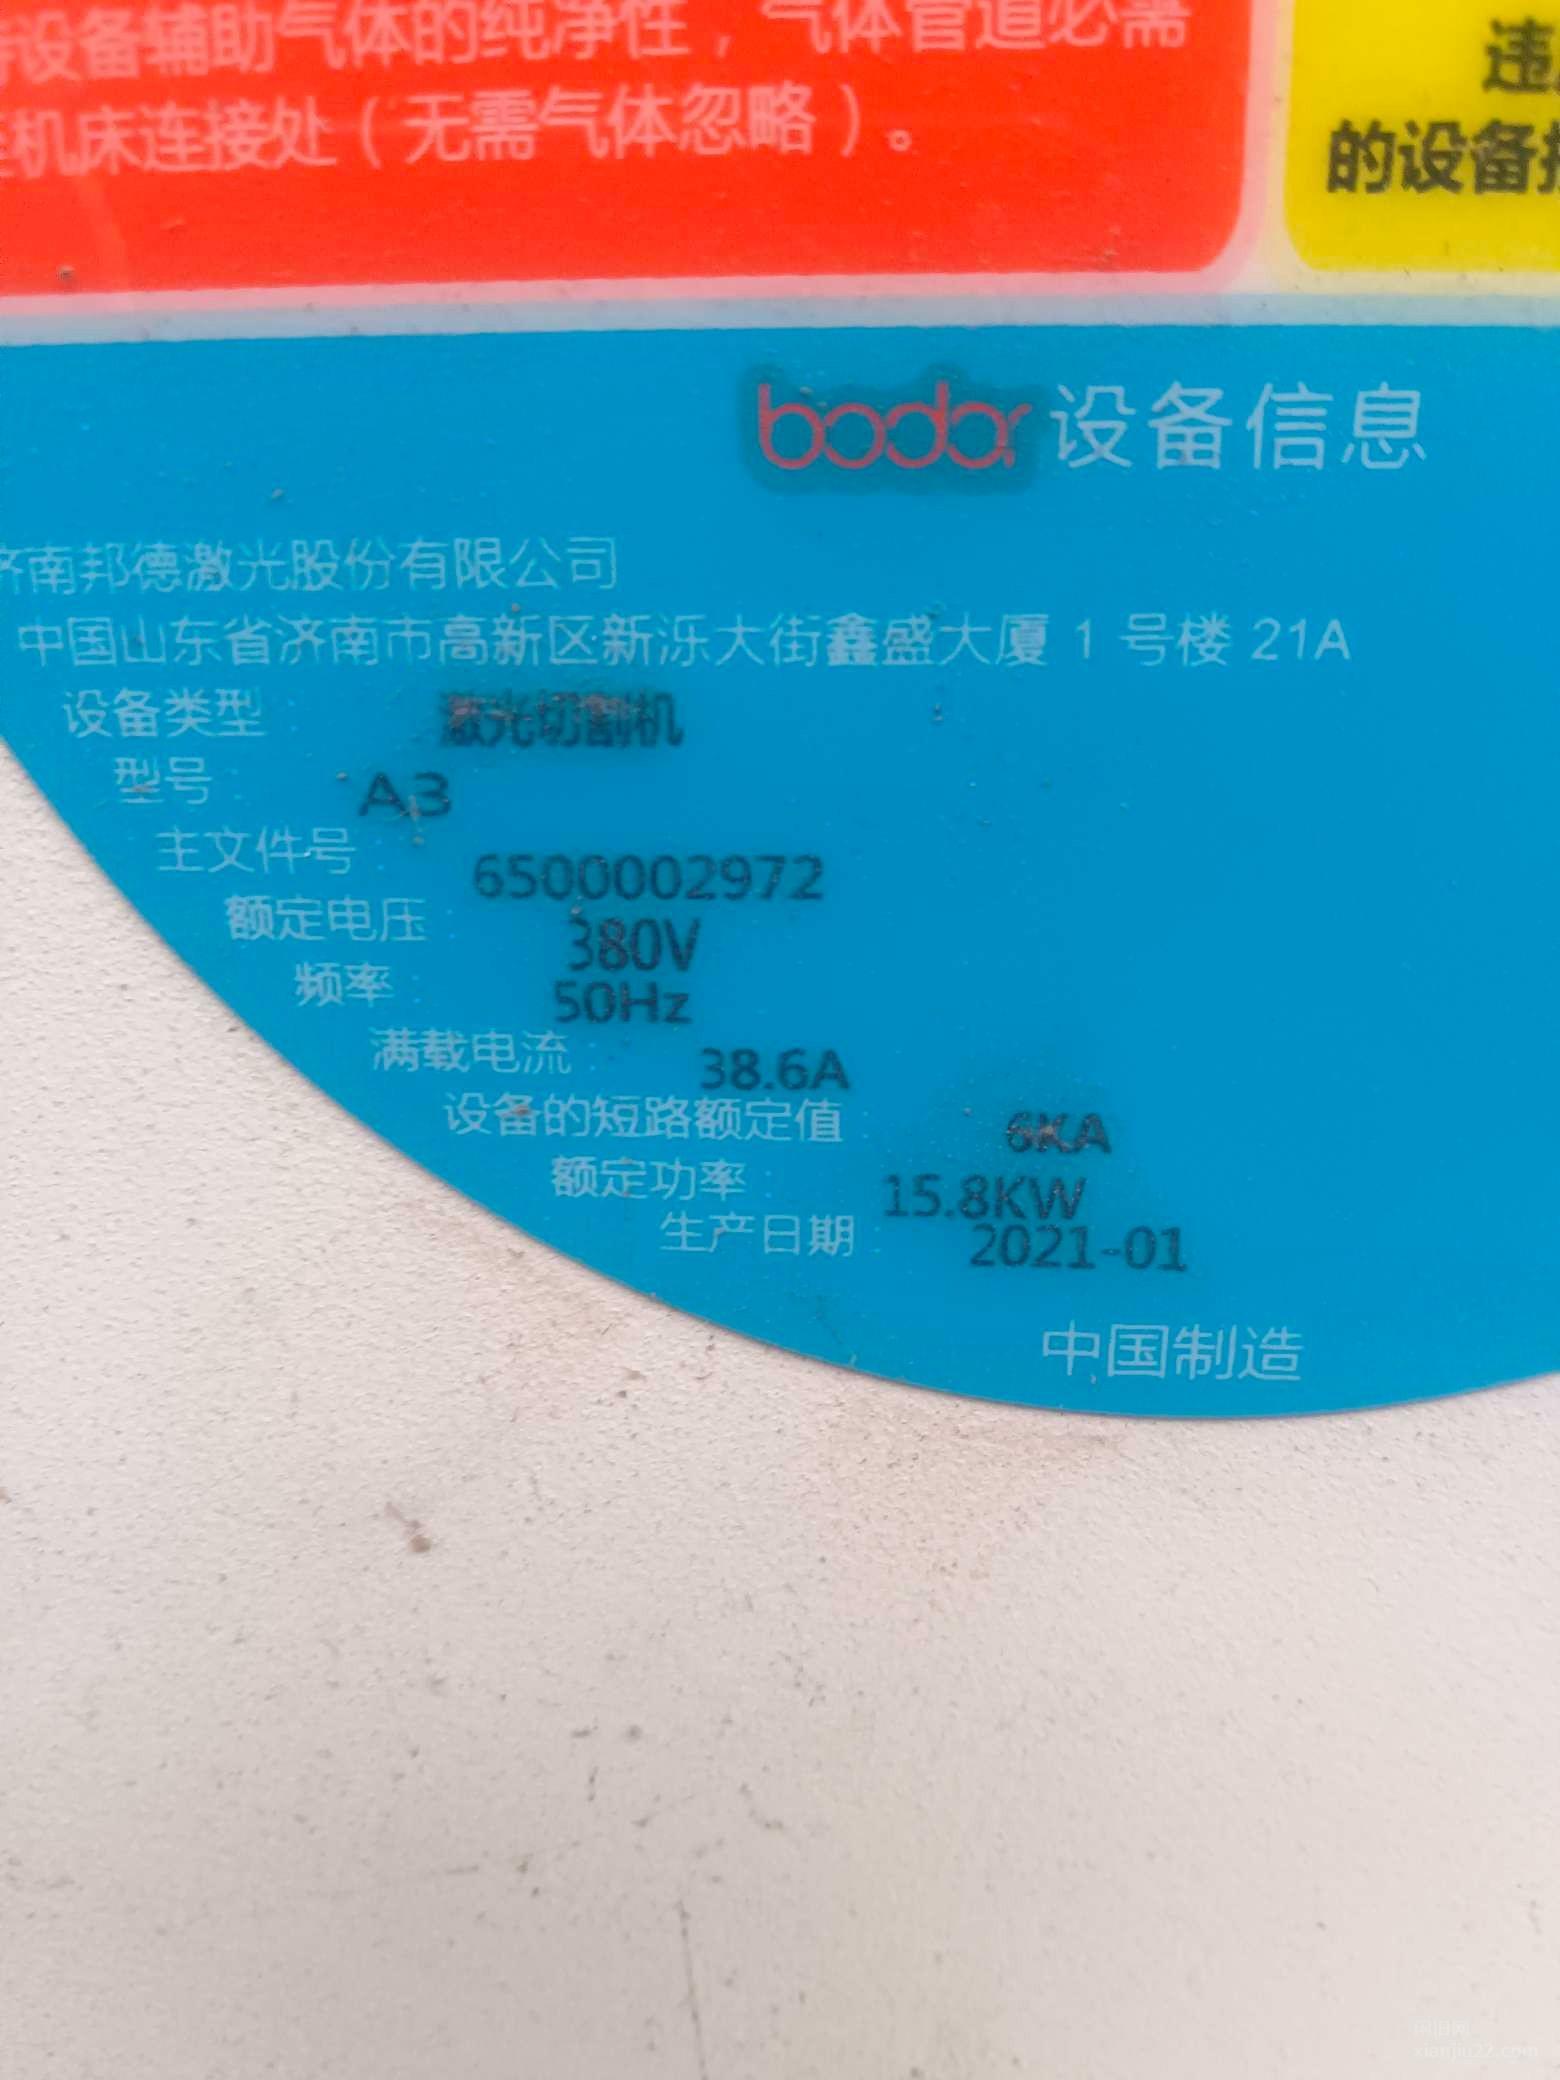 设备辅助气体的纯净性，气体管道必需
机床连接处（无需气体忽略）。
违
的设备
bodor 设备信息
济南邦德激光股份有限公司
中国山东省济南市高新区新泺大街鑫盛大厦 1 号楼 21A
设备类型： 激光切割机
型号： A3
主文件号： 6500002972
额定电压： 380V
频率： 50Hz
满载电流： 38.6A
设备的短路额定值： 6KA
额定功率： 15.8KW
生产日期： 2021-01
中国制造
闲旧网
xianjiu22.com